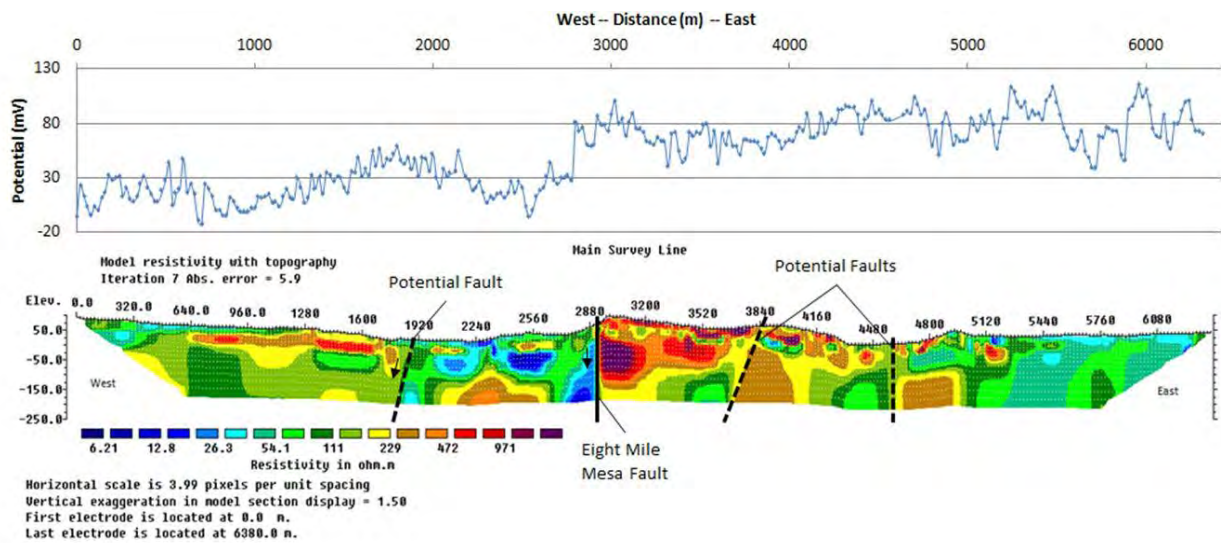 West -- Distance (m) -- East
0 1000 2000 3000 4000 5000 6000
Potential (mV)
130
80
30
-20
Main Survey Line
Model resistivity with topography
Iteration 7 Abs. error = 5.9
Potential Fault
Potential Faults
Elev. 0.0 320.0 640.0 960.0 1280 1600 1920 2240 2560 2880 3200 3520 3840 4160 4480 4800 5120 5440 5760 6080
50.0
-50.0
-150.0
-250.0
West
East
6.21 12.8 26.3 54.1 111 229 472 971
Resistivity in ohm.m
Eight Mile
Mesa Fault
Horizontal scale is 3.99 pixels per unit spacing
Vertical exaggeration in model section display = 1.50
First electrode is located at 0.0 m.
Last electrode is located at 6380.0 m.